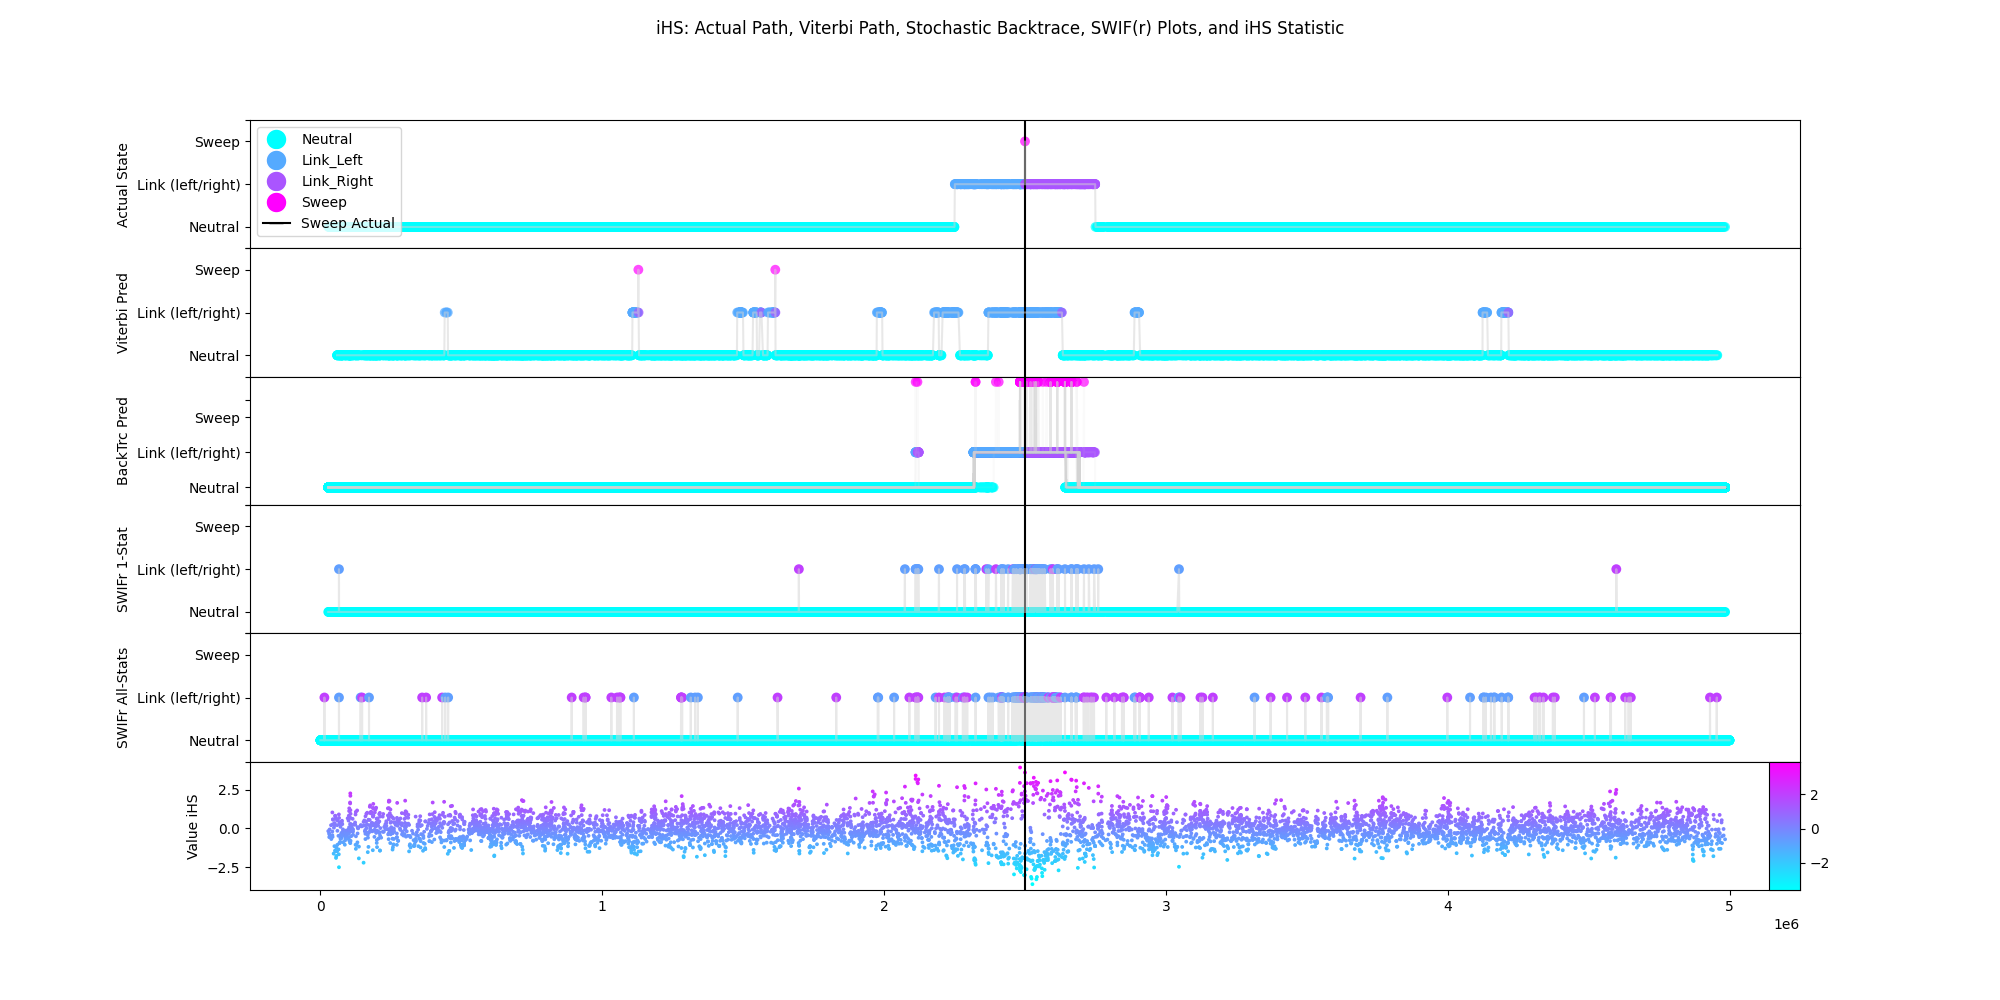 iHS: Actual Path, Viterbi Path, Stochastic Backtrace, SWIF(r) Plots, and iHS Statistic
Actual State
Sweep
Link (left/right)
Neutral
Neutral
Link_Left
Link_Right
Sweep
Sweep Actual
Viterbi Pred
Sweep
Link (left/right)
Neutral
BackTrc Pred
Sweep
Link (left/right)
Neutral
SWIFr 1-Stat
Sweep
Link (left/right)
Neutral
SWIFr All-Stats
Sweep
Link (left/right)
Neutral
Value iHS
2.5
0.0
−2.5
2
0
−2
0
1
2
3
4
5
1e6